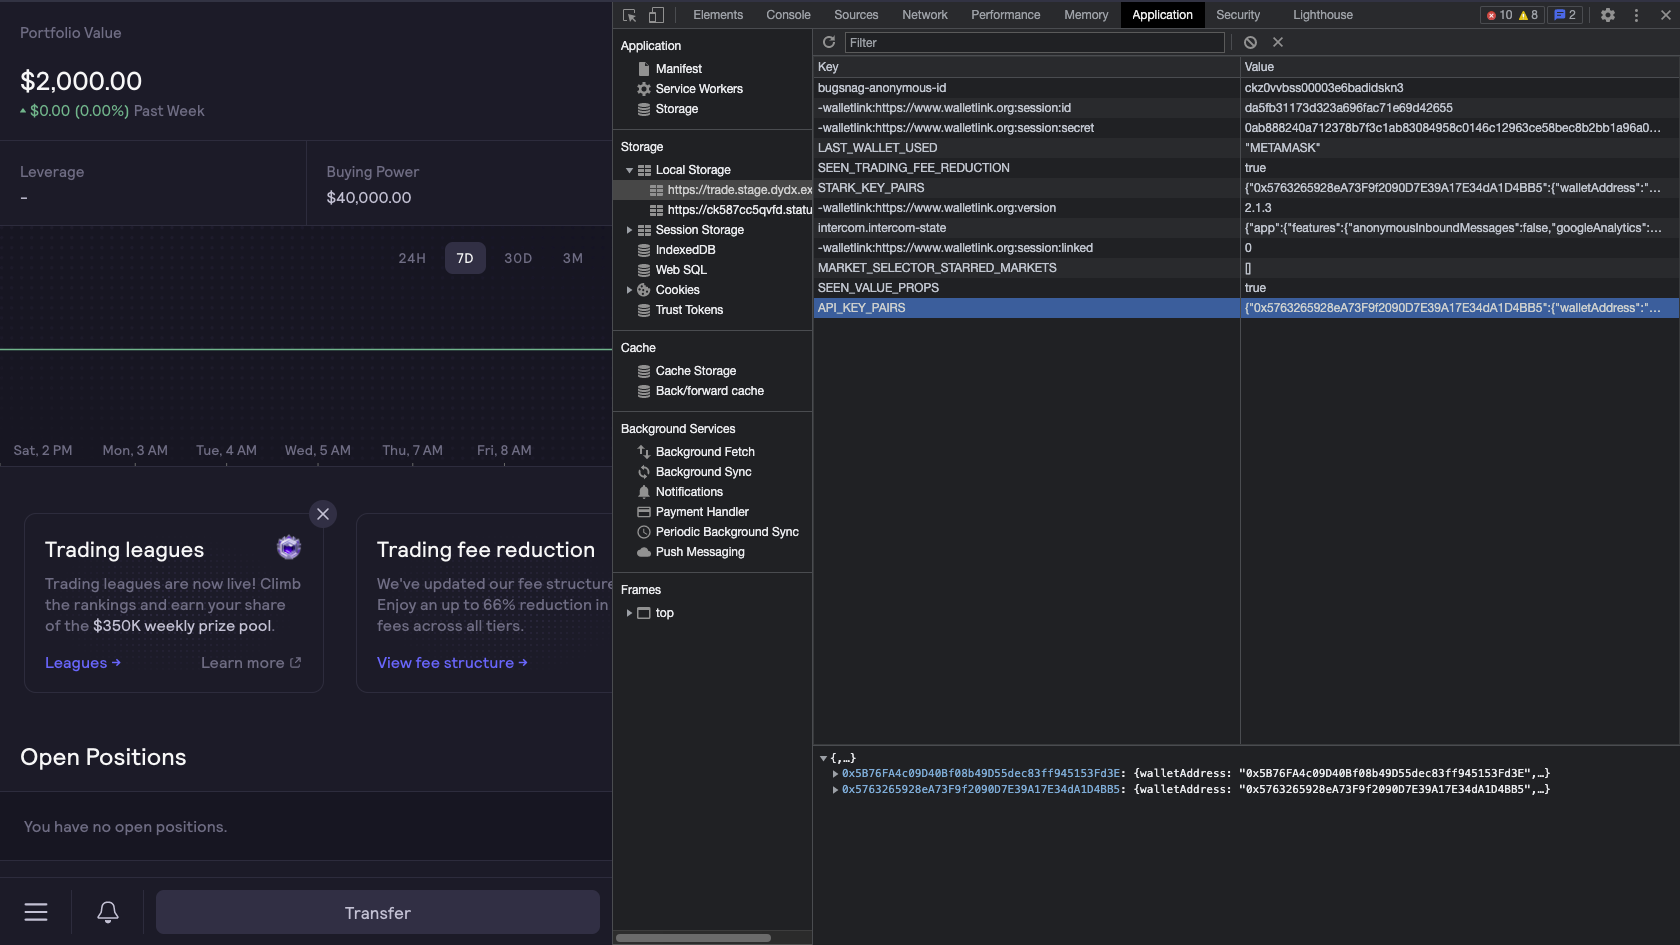 Portfolio Value
$2,000.00
$0.00 (0.00%) Past Week
Leverage
-
Buying Power
$40,000.00
24H 7D 30D 3M
Sat, 2 PM Mon, 3 AM Tue, 4 AM Wed, 5 AM Thu, 7 AM Fri, 8 AM
Trading leagues
Trading leagues are now live! Climb
the rankings and earn your share
of the $350K weekly prize pool.
Leagues → Learn more
Trading fee reduction
We've updated our fee structure
Enjoy an up to 66% reduction in
fees across all tiers.
View fee structure →
Open Positions
You have no open positions.
Transfer
Elements Console Sources Network Performance Memory Application Security Lighthouse 10 8 2
Application
Manifest
Service Workers
Storage
Storage
Local Storage
https://trade.stage.dydx.ex
https://ck587cc5qvfd.statu
Session Storage
IndexedDB
Web SQL
Cookies
Trust Tokens
Cache
Cache Storage
Back/forward cache
Background Services
Background Fetch
Background Sync
Notifications
Payment Handler
Periodic Background Sync
Push Messaging
Frames
top
Filter
Key Value
bugsnag-anonymous-id ckz0vvbss00003e6badidskn3
-walletlink:https://www.walletlink.org:session:id da5fb31173d323a696fac71e69d42655
-walletlink:https://www.walletlink.org:session:secret 0ab888240a712378b7f3c1ab83084958c0146c12963ce58bec8b2bb1a96a0…
LAST_WALLET_USED "METAMASK"
SEEN_TRADING_FEE_REDUCTION true
STARK_KEY_PAIRS {"0x5763265928eA73F9f2090D7E39A17E34dA1D4BB5":{"walletAddress":"…
-walletlink:https://www.walletlink.org:version 2.1.3
intercom.intercom-state {"app":{"features":{"anonymousInboundMessages":false,"googleAnalytics":…
-walletlink:https://www.walletlink.org:session:linked 0
MARKET_SELECTOR_STARRED_MARKETS []
SEEN_VALUE_PROPS true
API_KEY_PAIRS {"0x5763265928eA73F9f2090D7E39A17E34dA1D4BB5":{"walletAddress":"…
{,…}
0x5B76FA4c09D40Bf08b49D55dec83ff945153Fd3E: {walletAddress: "0x5B76FA4c09D40Bf08b49D55dec83ff945153Fd3E",…}
0x5763265928eA73F9f2090D7E39A17E34dA1D4BB5: {walletAddress: "0x5763265928eA73F9f2090D7E39A17E34dA1D4BB5",…}